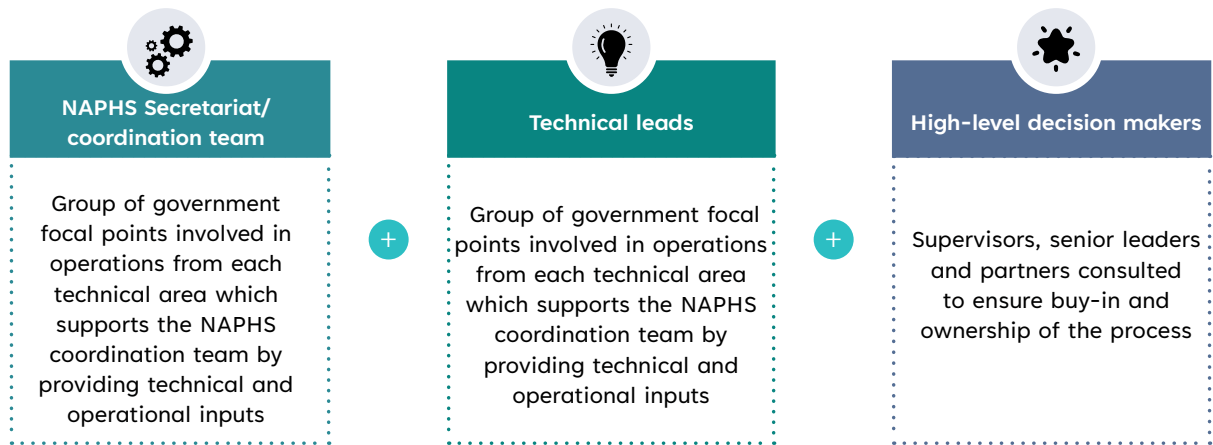 NAPHS Secretariat/
coordination team
Group of government
focal points involved in
operations from each
technical area which
supports the NAPHS
coordination team by
providing technical and
operational inputs
+
Technical leads
Group of government focal
points involved in operations
from each technical area
which supports the NAPHS
coordination team by
providing technical and
operational inputs
+
High-level decision makers
Supervisors, senior leaders
and partners consulted
to ensure buy-in and
ownership of the process